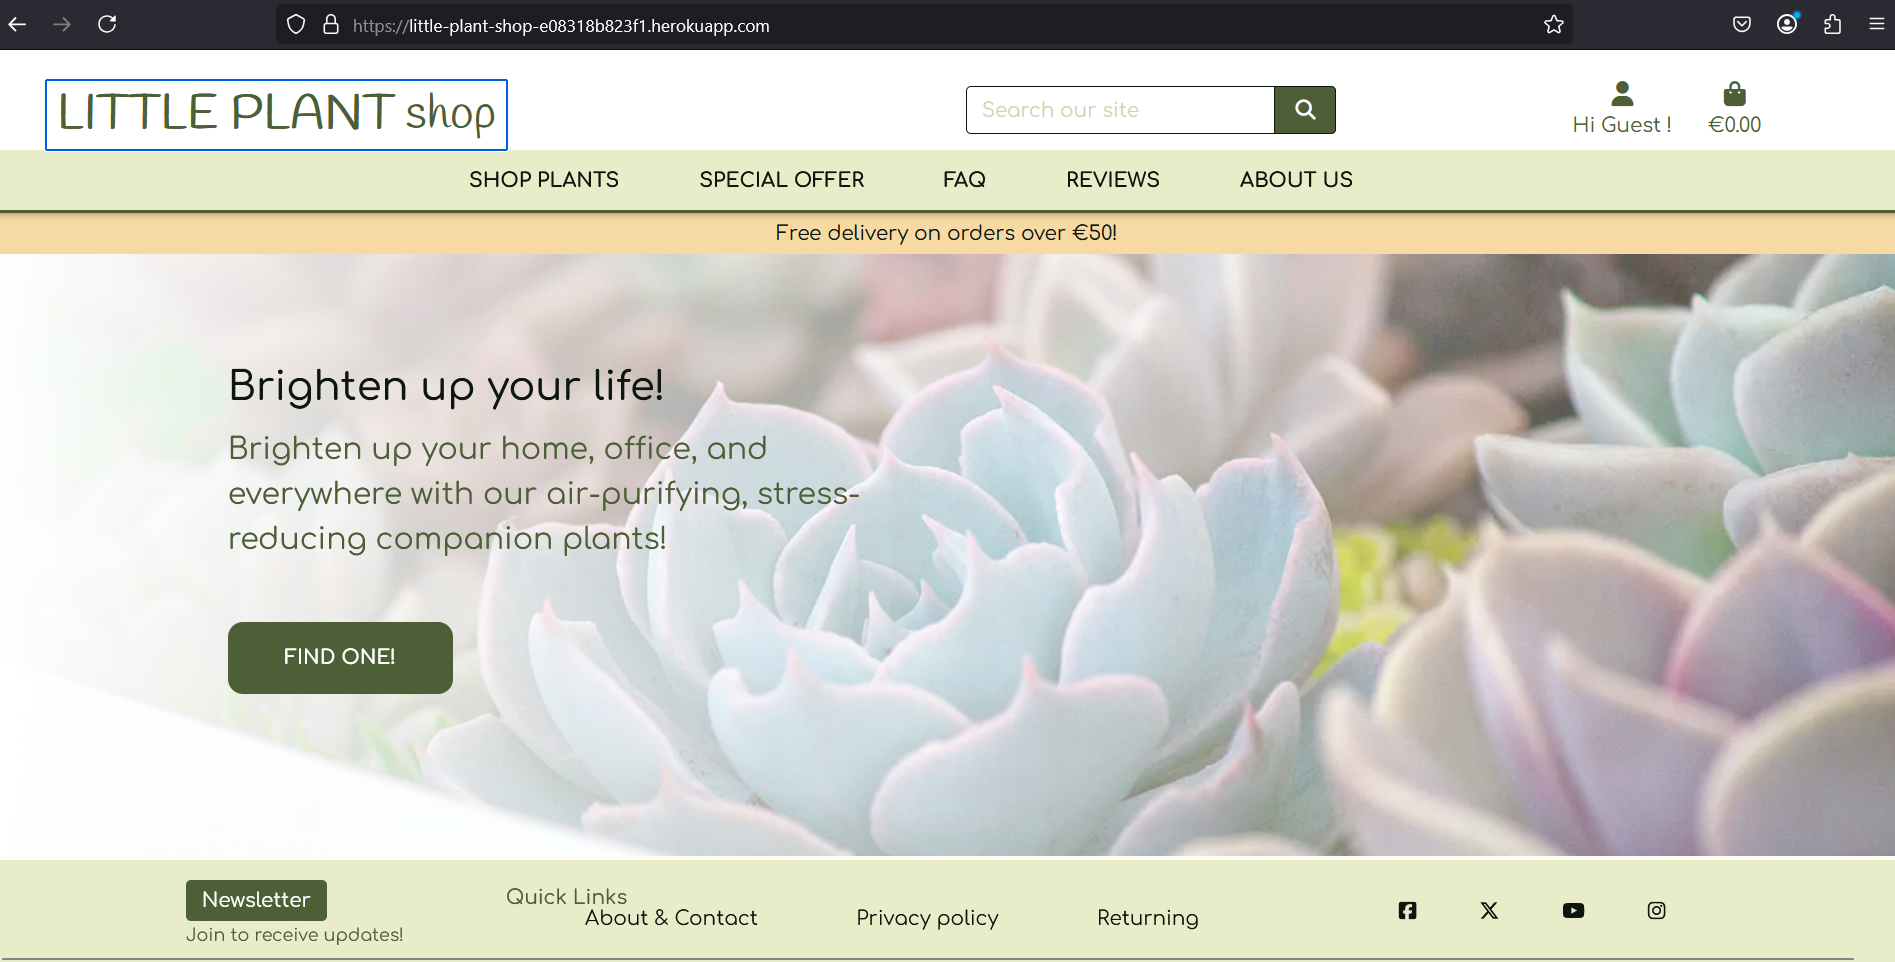 https://little-plant-shop-e08318b823f1.herokuapp.com
LITTLE PLANT shop
Search our site
Hi Guest !
€0.00
SHOP PLANTS SPECIAL OFFER FAQ REVIEWS ABOUT US
Free delivery on orders over €50!
Brighten up your life!
Brighten up your home, office, and
everywhere with our air-purifying, stress-
reducing companion plants!
FIND ONE!
Newsletter
Join to receive updates!
Quick Links
About & Contact Privacy policy Returning